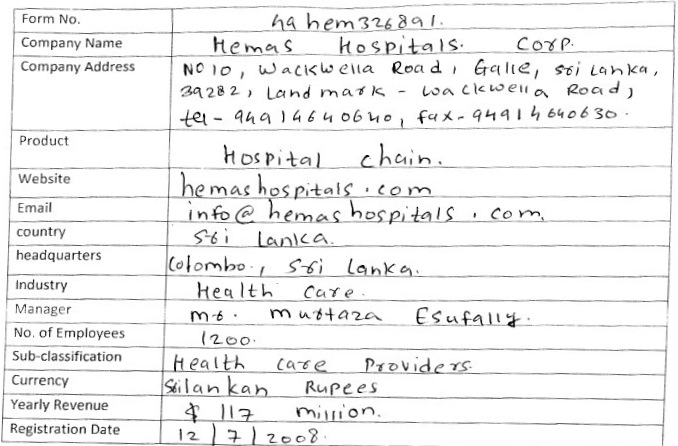 Form No. ha hem326891.
Company Name Hemas Hospitals. Corp.
Company Address NO 10, Wackwella Road, Galle, Sri Lanka,
39282, Landmark - Wackwella Road,
tel - 94914640640, fax - 94914640630.
Product Hospital chain.
Website hemashospitals.com
Email info@hemashospitals.com.
country Sri Lanka.
headquarters Colombo., Sri Lanka.
Industry Health Care.
Manager Mr. Murtaza Esufally.
No. of Employees 1200.
Sub-classification Health care Providers.
Currency Srilankan Rupees
Yearly Revenue $ 117 million.
Registration Date 12/7/2008.